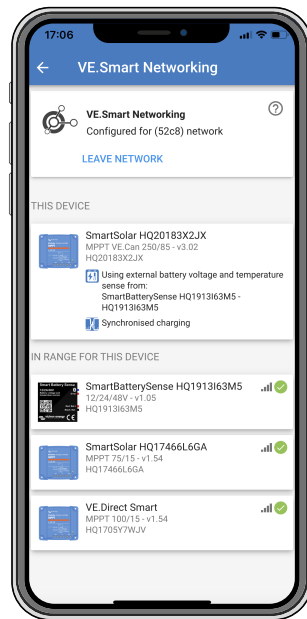 17:06
VE.Smart Networking
VE.Smart Networking
Configured for (52c8) network
LEAVE NETWORK
THIS DEVICE
SmartSolar HQ20183X2JX
MPPT VE.Can 250/85 - v3.02
HQ20183X2JX
Using external battery voltage and temperature
sense from:
SmartBatterySense HQ1913I63M5 -
HQ1913I63M5
Synchronised charging
IN RANGE FOR THIS DEVICE
Smart Battery Sense
SmartBatterySense HQ1913I63M5
12/24/48V - v1.05
HQ1913I63M5
SmartSolar HQ17466L6GA
MPPT 75/15 - v1.54
HQ17466L6GA
VE.Direct Smart
MPPT 100/15 - v1.54
HQ1705Y7WJV